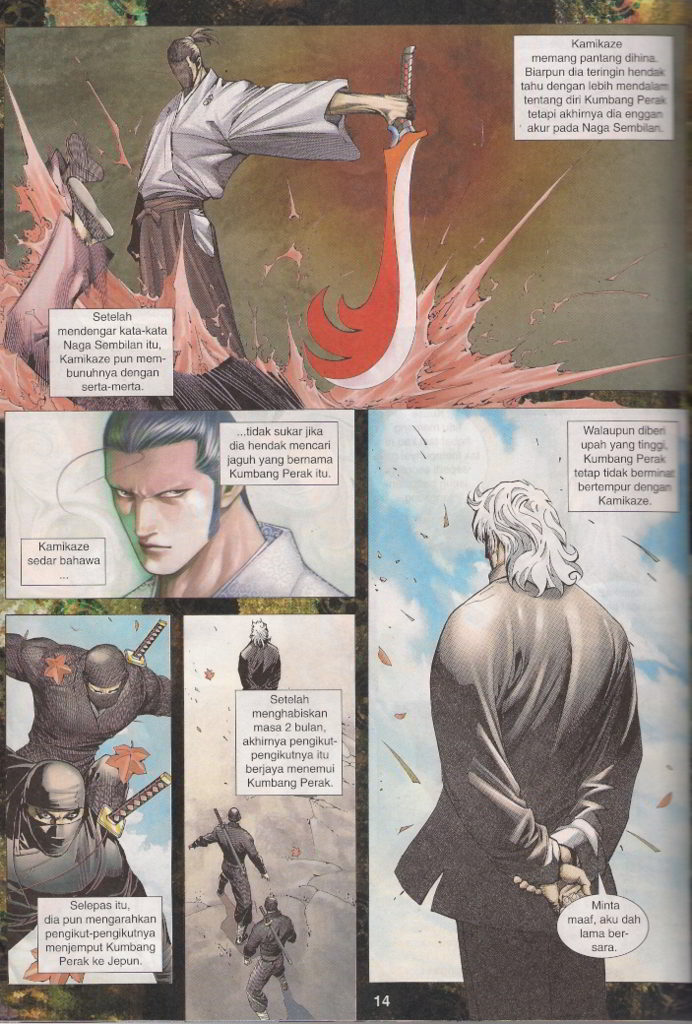 Kamikaze
memang pantang dihina.
Biarpun dia teringin hendak
tahu dengan lebih mendalam
tentang diri Kumbang Perak
tetapi akhirnya dia enggan
akur pada Naga Sembilan.
Setelah
mendengar kata-kata
Naga Sembilan itu,
Kamikaze pun mem-
bunuhnya dengan
serta-merta.
Kamikaze
sedar bahawa
...
...tidak sukar jika
dia hendak mencari
jaguh yang bernama
Kumbang Perak itu.
Selepas itu,
dia pun mengarahkan
pengikut-pengikutnya
menjemput Kumbang
Perak ke Jepun.
Setelah
menghabiskan
masa 2 bulan,
akhirnya pengikut-
pengikutnya itu
berjaya menemui
Kumbang Perak.
Walaupun diberi
upah yang tinggi,
Kumbang Perak
tetap tidak berminat
bertempur dengan
Kamikaze.
Minta
maaf, aku dah
lama ber-
sara.
14